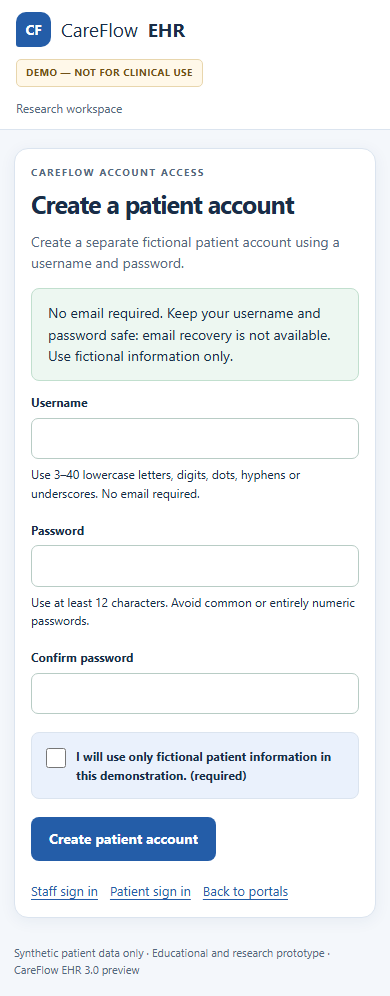 CF CareFlow EHR
DEMO — NOT FOR CLINICAL USE
Research workspace
CAREFLOW ACCOUNT ACCESS
Create a patient account
Create a separate fictional patient account using a
username and password.
No email required. Keep your username and
password safe: email recovery is not available.
Use fictional information only.
Username
Use 3–40 lowercase letters, digits, dots, hyphens or
underscores. No email required.
Password
Use at least 12 characters. Avoid common or entirely numeric
passwords.
Confirm password
I will use only fictional patient information in
this demonstration. (required)
Create patient account
Staff sign in Patient sign in Back to portals
Synthetic patient data only · Educational and research prototype ·
CareFlow EHR 3.0 preview